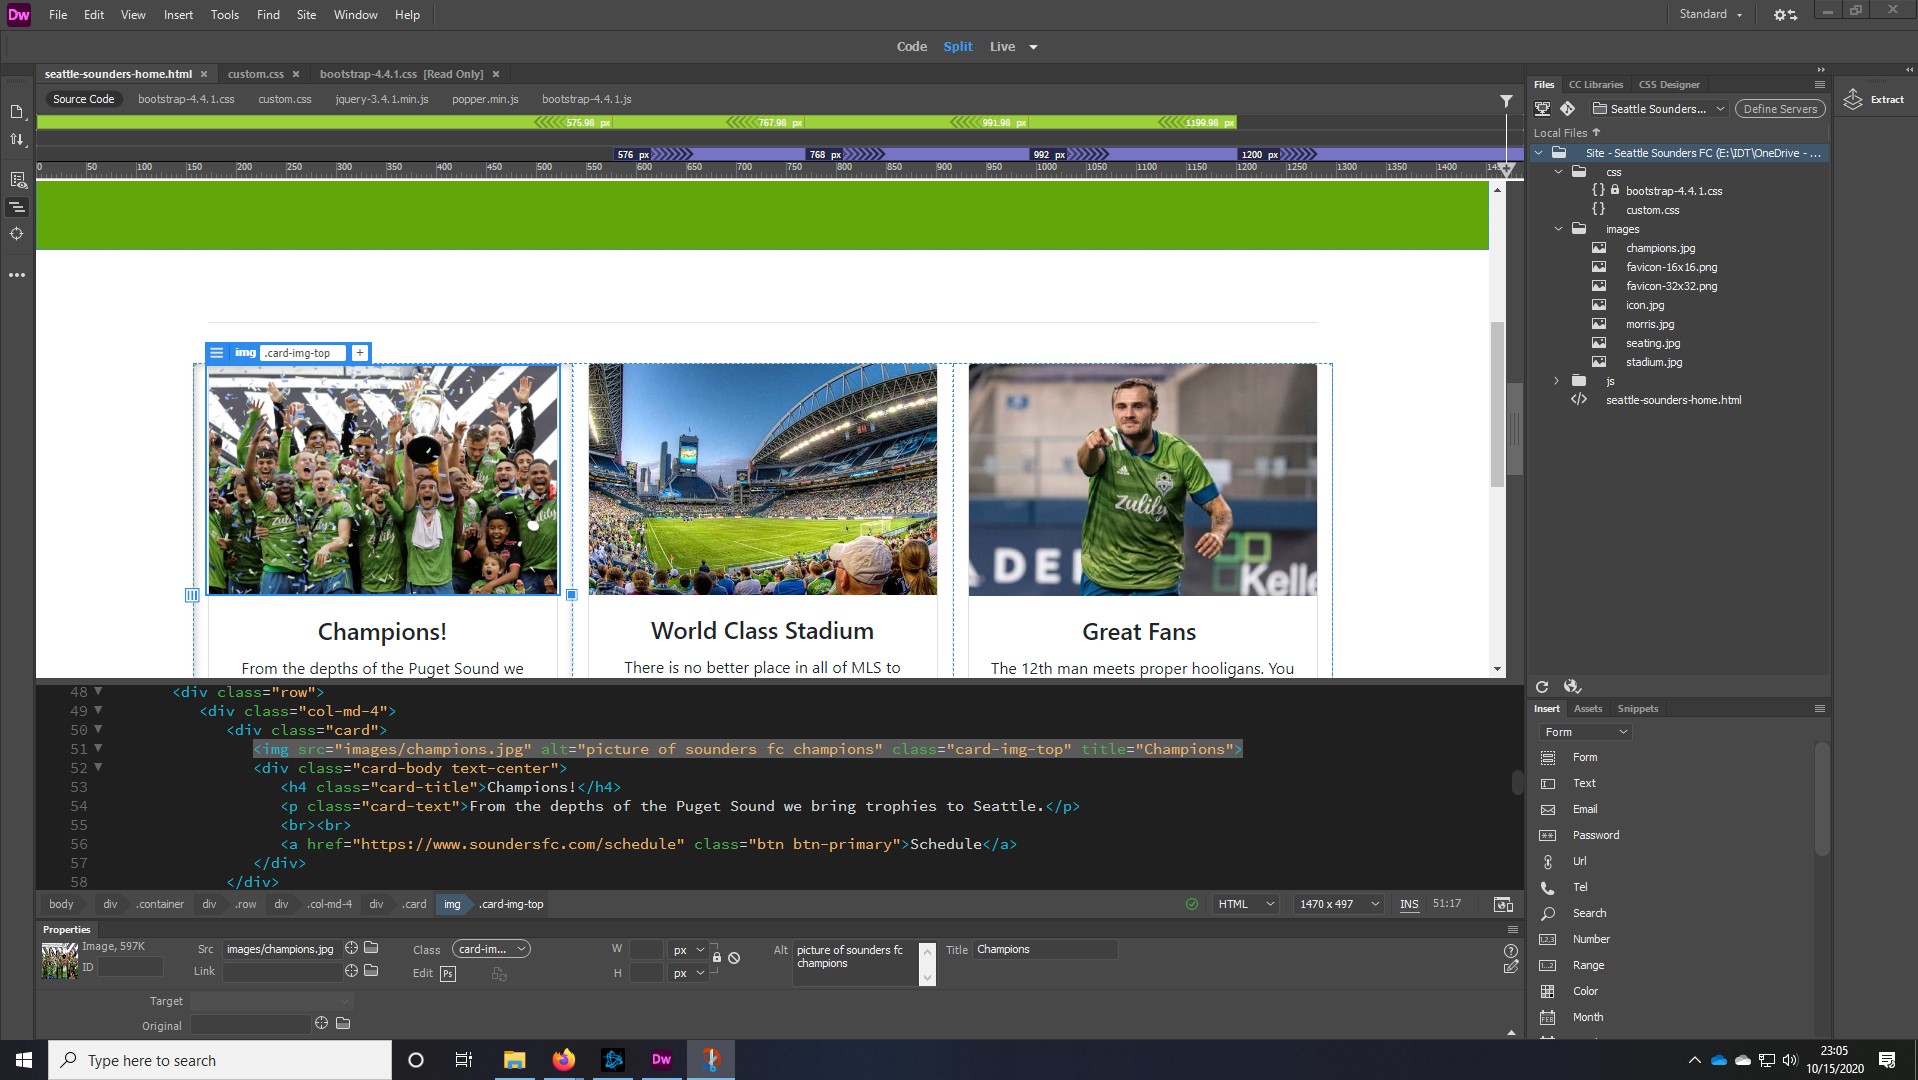 Dw File Edit View Insert Tools Find Site Window Help Standard
Code Split Live
seattle-sounders-home.html custom.css bootstrap-4.4.1.css [Read Only]
Source Code bootstrap-4.4.1.css custom.css jquery-3.4.1.min.js popper.min.js bootstrap-4.4.1.js
575.98 px 767.98 px 991.98 px 1199.98 px
576 px 768 px 992 px 1200 px
0 50 100 150 200 250 300 350 400 450 500 550 600 650 700 750 800 850 900 950 1000 1050 1100 1150 1200 1250 1300 1350 1400
img .card-img-top +
zulily
zulily
Champions!
From the depths of the Puget Sound we
World Class Stadium
There is no better place in all of MLS to
Great Fans
The 12th man meets proper hooligans. You
48 <div class="row">
49 <div class="col-md-4">
50 <div class="card">
51 <img src="images/champions.jpg" alt="picture of sounders fc champions" class="card-img-top" title="Champions">
52 <div class="card-body text-center">
53 <h4 class="card-title">Champions!</h4>
54 <p class="card-text">From the depths of the Puget Sound we bring trophies to Seattle.</p>
55 <br><br>
56 <a href="https://www.soundersfc.com/schedule" class="btn btn-primary">Schedule</a>
57 </div>
58 </div>
body div .container div .row div .col-md-4 div .card img .card-img-top HTML 1470 x 497 INS 51:17
Properties
Image, 597K Src images/champions.jpg Class card-im... W px Alt picture of sounders fc champions Title Champions
ID Link Edit Ps H px
Target
Original
Files CC Libraries CSS Designer
Seattle Sounders... Define Servers
Local Files
Site - Seattle Sounders FC (E:\IDT\OneDrive - ...
css
bootstrap-4.4.1.css
custom.css
images
champions.jpg
favicon-16x16.png
favicon-32x32.png
icon.jpg
morris.jpg
seating.jpg
stadium.jpg
js
seattle-sounders-home.html
Extract
Insert Assets Snippets
Form
Form
Text
Email
Password
Url
Tel
Search
Number
Range
Color
Month
Type here to search
Dw
23:05
10/15/2020